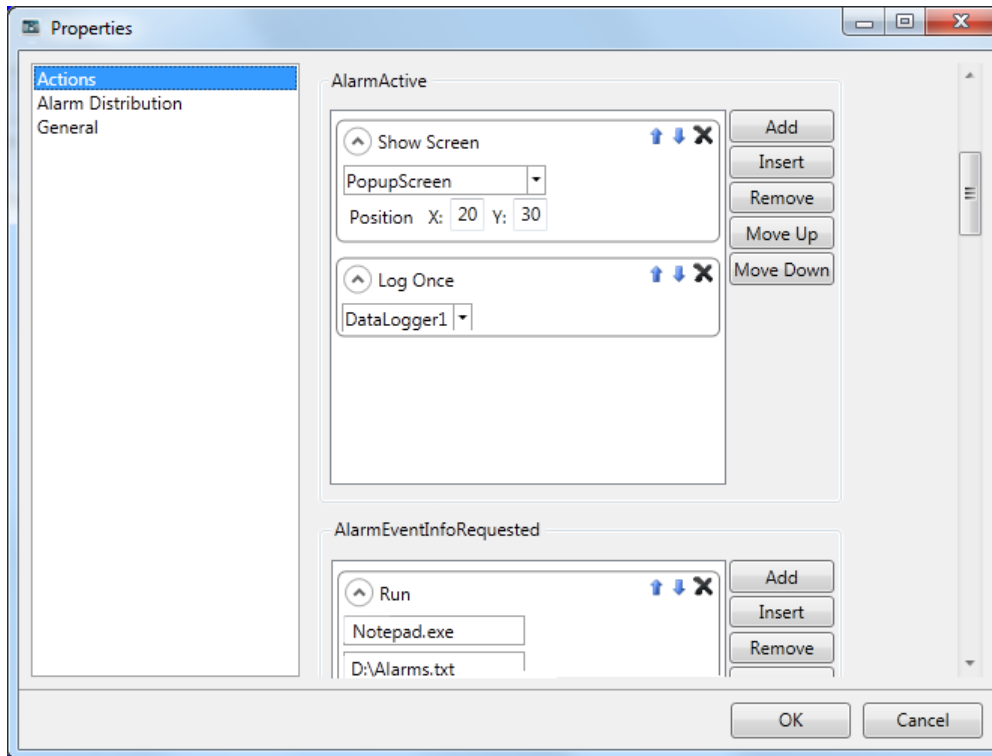 Properties
Actions
Alarm Distribution
General
AlarmActive
Show Screen
PopupScreen
Position X: 20 Y: 30
Log Once
DataLogger1
Add
Insert
Remove
Move Up
Move Down
AlarmEventInfoRequested
Run
Notepad.exe
D:\Alarms.txt
Add
Insert
Remove
OK
Cancel